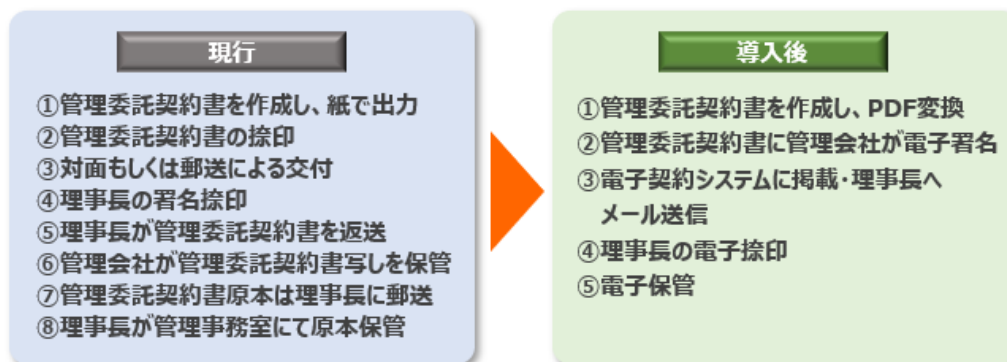 現行
①管理委託契約書を作成し、紙で出力
②管理委託契約書の捺印
③対面もしくは郵送による交付
④理事長の署名捺印
⑤理事長が管理委託契約書を返送
⑥管理会社が管理委託契約書写しを保管
⑦管理委託契約書原本は理事長に郵送
⑧理事長が管理事務室にて原本保管
導入後
①管理委託契約書を作成し、PDF変換
②管理委託契約書に管理会社が電子署名
③電子契約システムに掲載・理事長へ
メール送信
④理事長の電子捺印
⑤電子保管